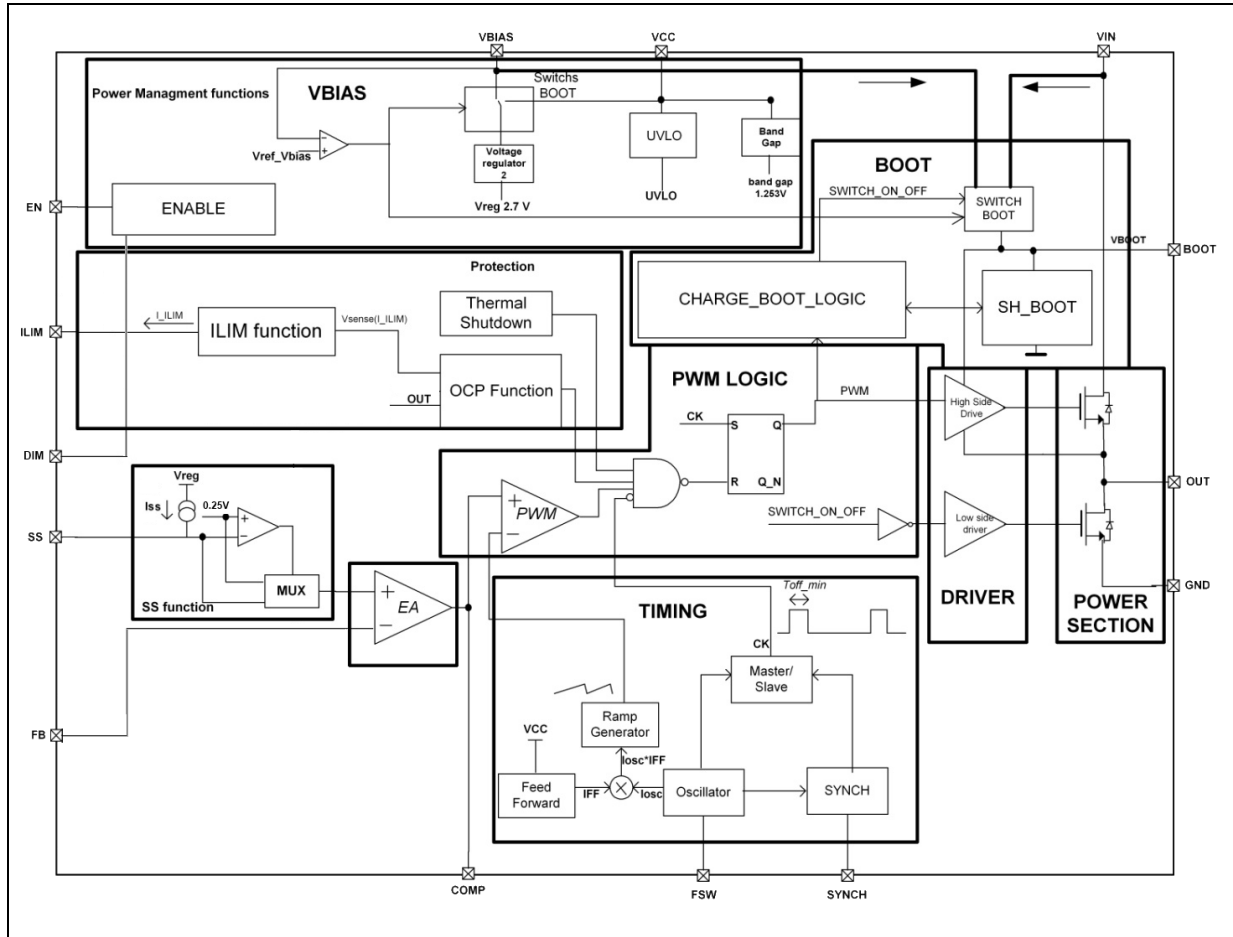 VBIAS
VCC
VIN
Power Managment functions
VBIAS
Switchs
BOOT
UVLO
Band
Gap
Vref_Vbias
Voltage
regulator
2
Vreg 2.7 V
UVLO
band gap
1.253V
BOOT
SWITCH_ON_OFF
SWITCH
BOOT
EN
ENABLE
VBOOT
BOOT
Protection
CHARGE_BOOT_LOGIC
SH_BOOT
Thermal
Shutdown
I_ILIM
ILIM
ILIM function
Vsense(I_ILIM)
OCP Function
OUT
PWM LOGIC
PWM
High Side
Drive
CK
S
Q
R
Q_N
DIM
Vreg
Iss
0.25V
+
-
SS
MUX
SS function
+
PWM
-
SWITCH_ON_OFF
Low side
driver
OUT
GND
+
EA
-
TIMING
Toff_min
DRIVER
POWER
SECTION
CK
Master/
Slave
FB
VCC
Ramp
Generator
Iosc*IFF
Feed
Forward
IFF
Iosc
Oscillator
SYNCH
COMP
FSW
SYNCH